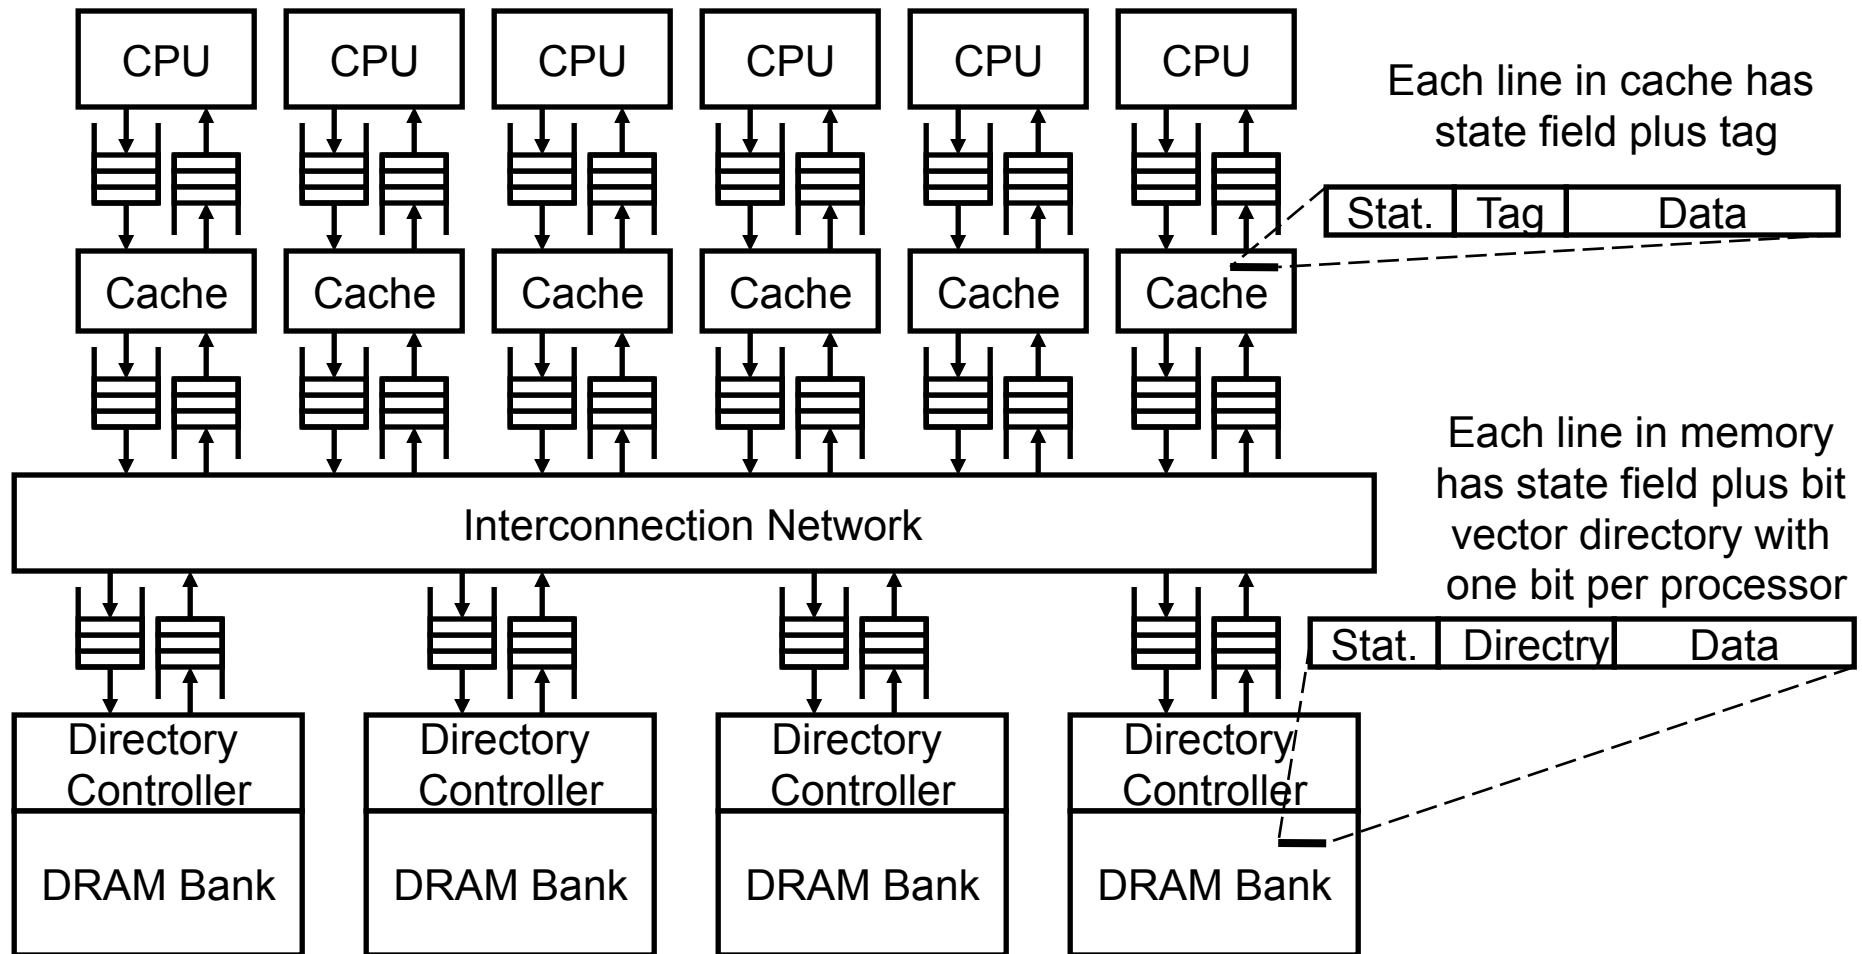 CPU CPU CPU CPU CPU CPU
Each line in cache has
state field plus tag
Stat. Tag Data
Cache Cache Cache Cache Cache Cache
Each line in memory
has state field plus bit
vector directory with
one bit per processor
Interconnection Network
Stat. Directry Data
Directory Directory Directory Directory
Controller Controller Controller Controller
DRAM Bank DRAM Bank DRAM Bank DRAM Bank